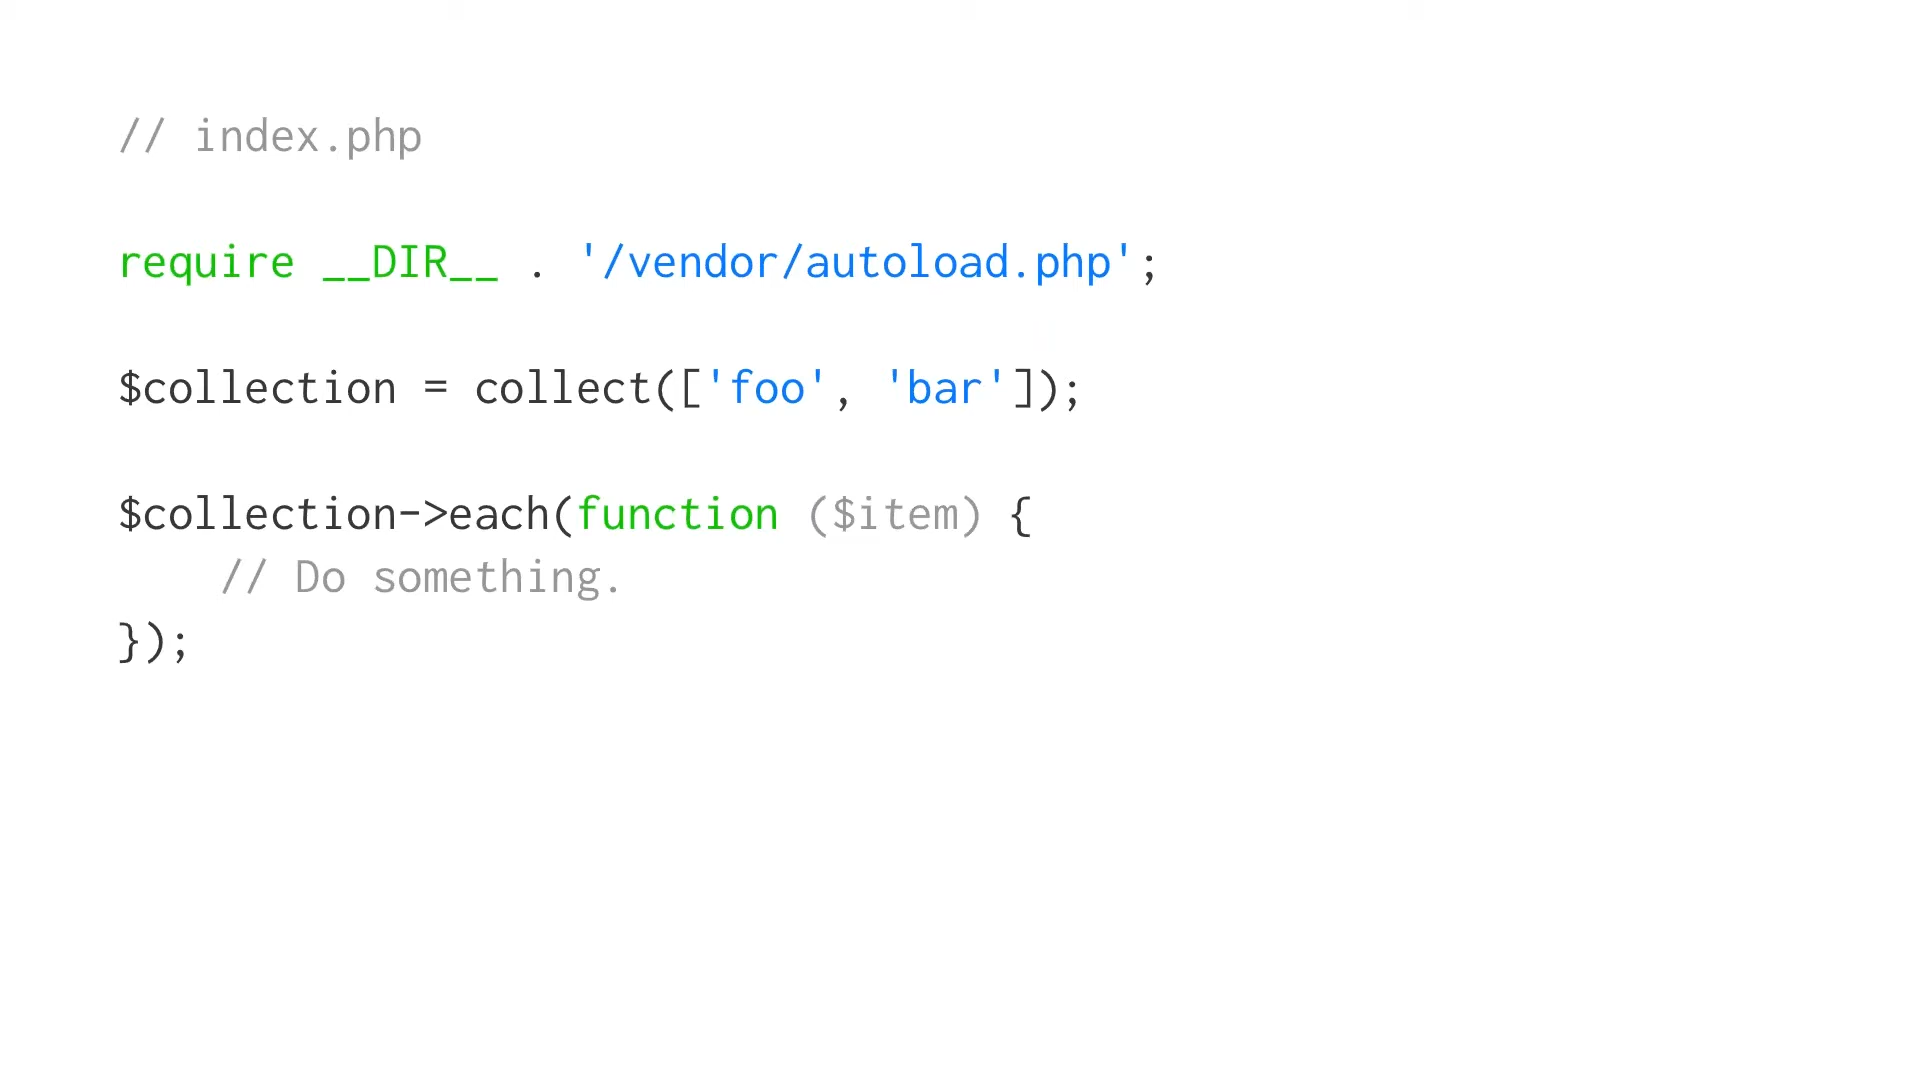 // index.php
require __DIR__ . '/vendor/autoload.php';
$collection = collect(['foo', 'bar']);
$collection->each(function ($item) {
    // Do something.
});